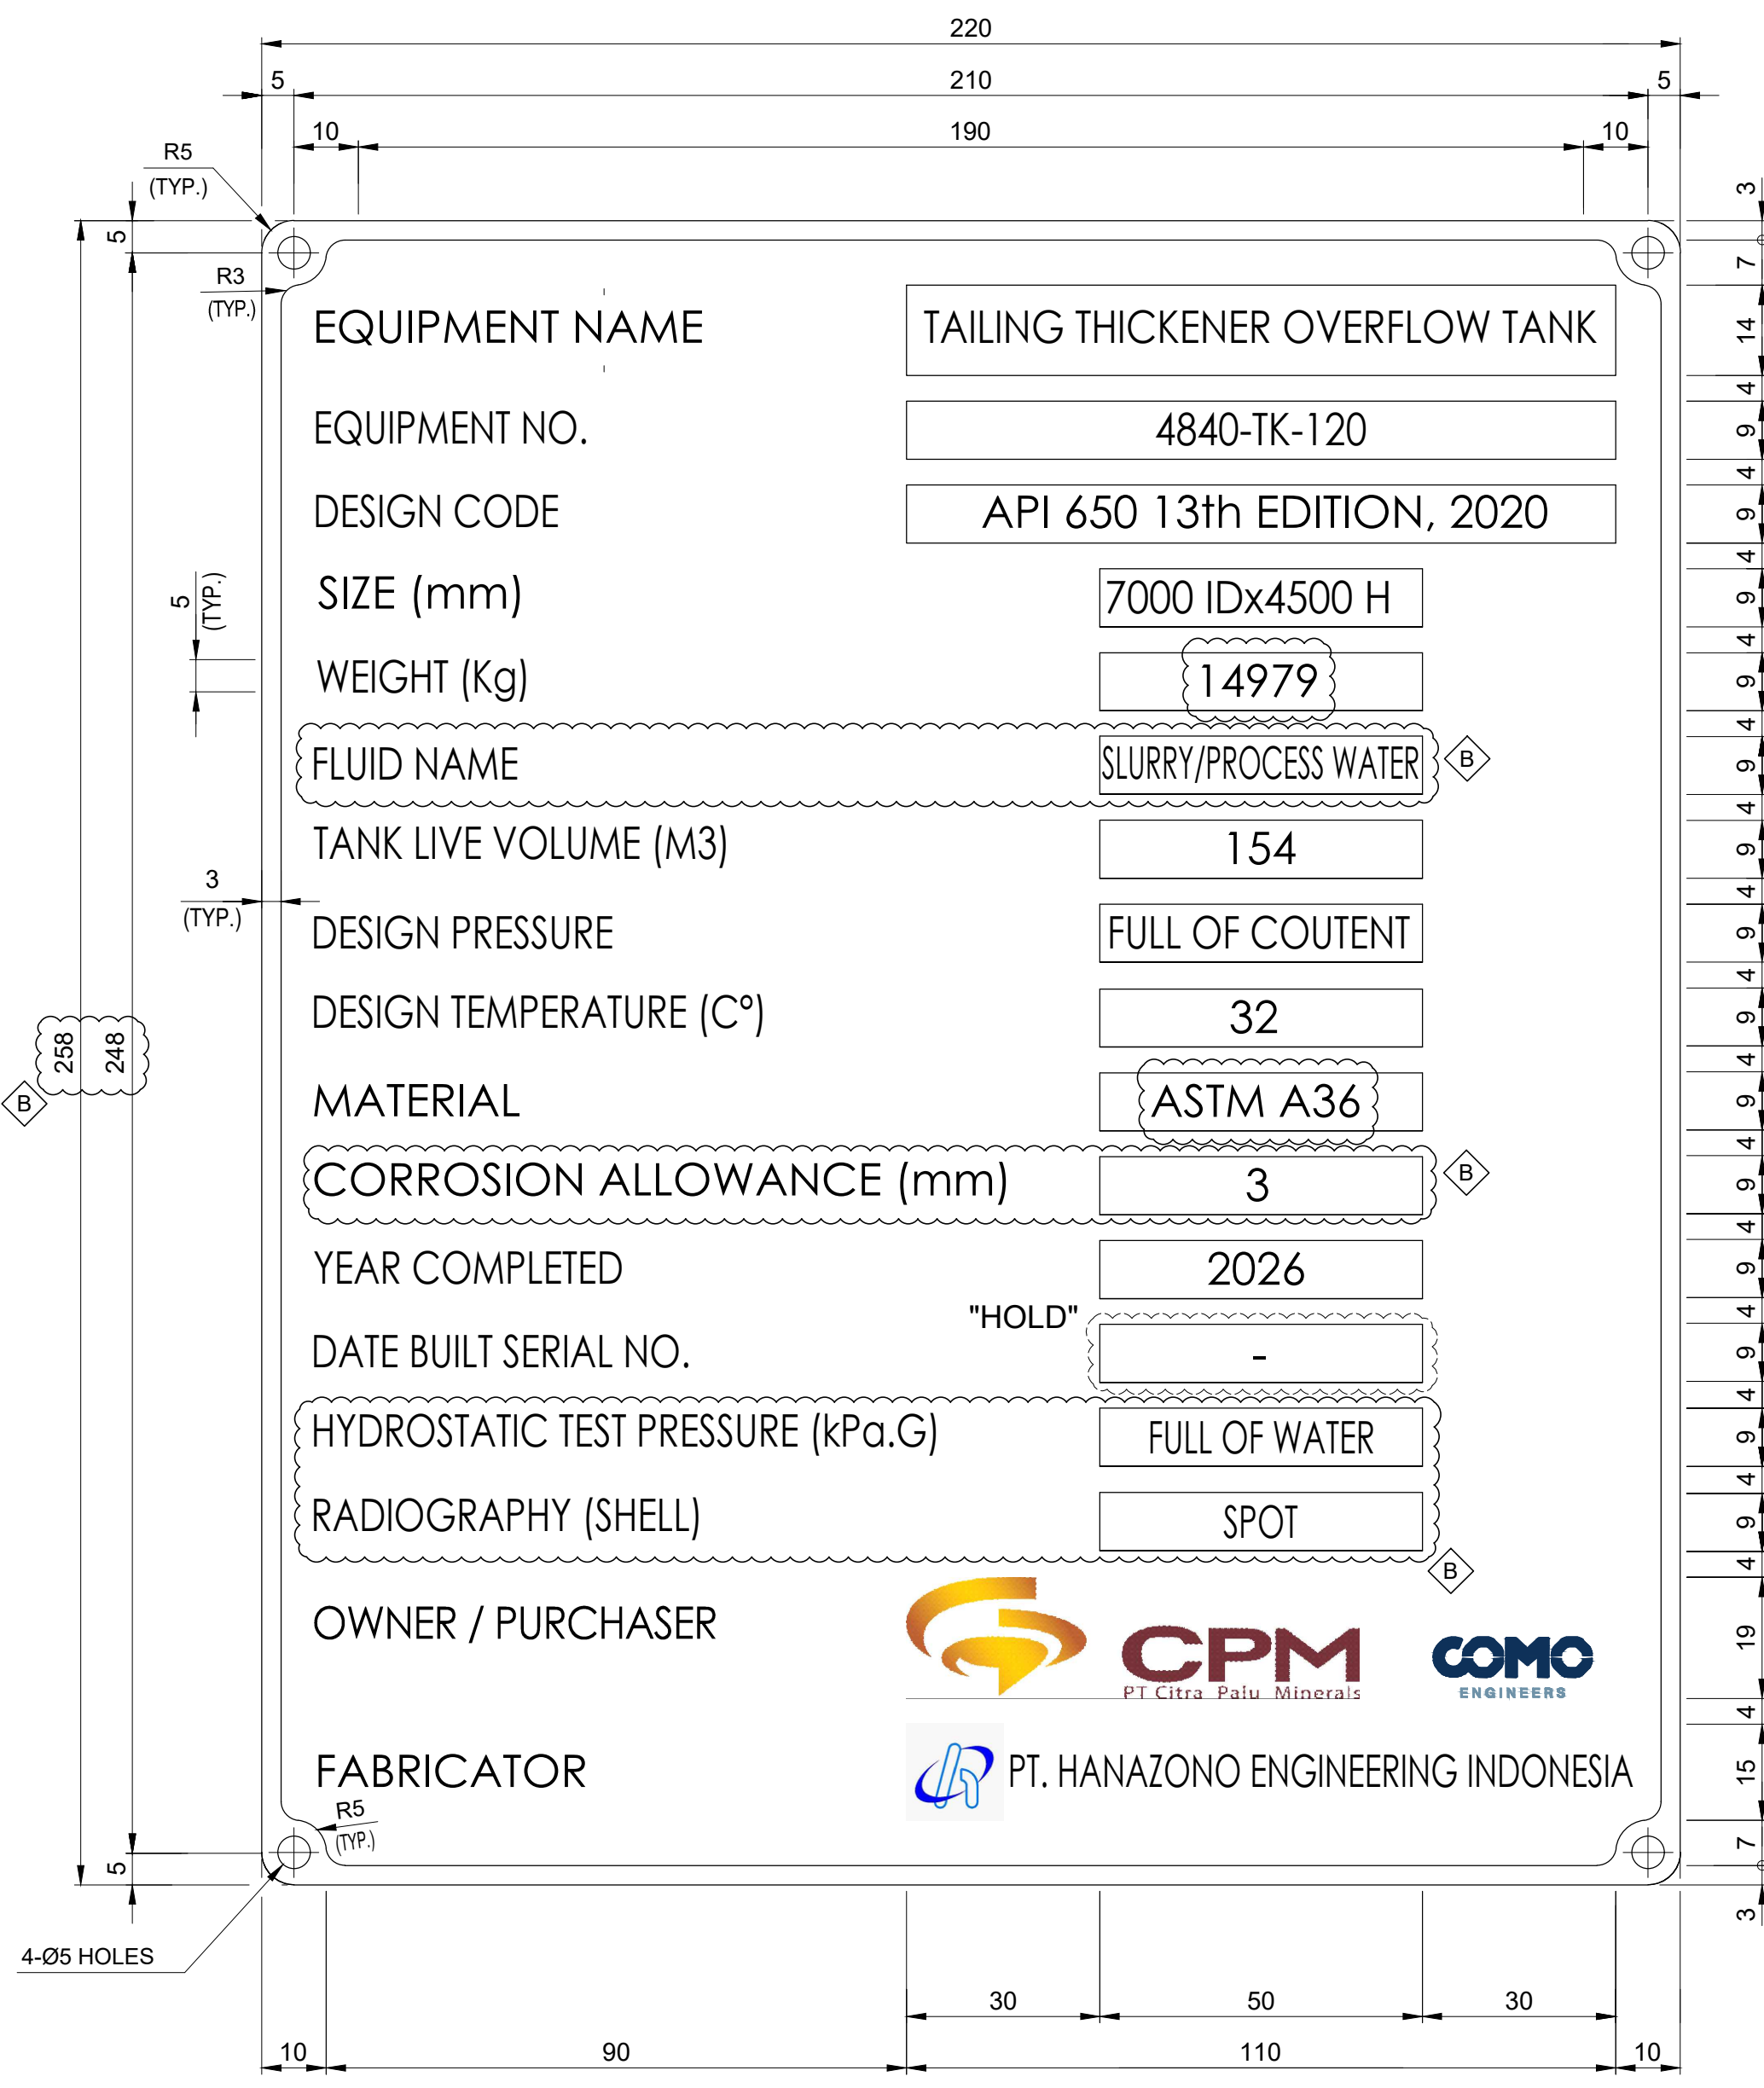 220
5 210 5
10 190 10
R5
(TYP.)
3
5
7
R3
(TYP.)
EQUIPMENT NAME TAILING THICKENER OVERFLOW TANK
14
4
EQUIPMENT NO. 4840-TK-120
9
4
DESIGN CODE API 650 13th EDITION, 2020
9
4
5
(TYP.)
SIZE (mm) 7000 IDx4500 H
9
4
WEIGHT (Kg) 14979
9
4
FLUID NAME SLURRY/PROCESS WATER B
9
4
TANK LIVE VOLUME (M3) 154
9
4
3
(TYP.)
DESIGN PRESSURE FULL OF COUTENT
9
4
DESIGN TEMPERATURE (Cº) 32
9
4
258 248
B
MATERIAL ASTM A36
9
4
CORROSION ALLOWANCE (mm) 3 B
9
4
YEAR COMPLETED 2026
9
4
"HOLD"
DATE BUILT SERIAL NO. -
9
4
HYDROSTATIC TEST PRESSURE (kPa.G) FULL OF WATER
9
4
RADIOGRAPHY (SHELL) SPOT
9
4
B
OWNER / PURCHASER CPM COMO
PT Citra Palu Minerals ENGINEERS
19
4
FABRICATOR PT. HANAZONO ENGINEERING INDONESIA
15
R5
(TYP.)
7
5
3
4-Ø5 HOLES
30 50 30
10 90 110 10